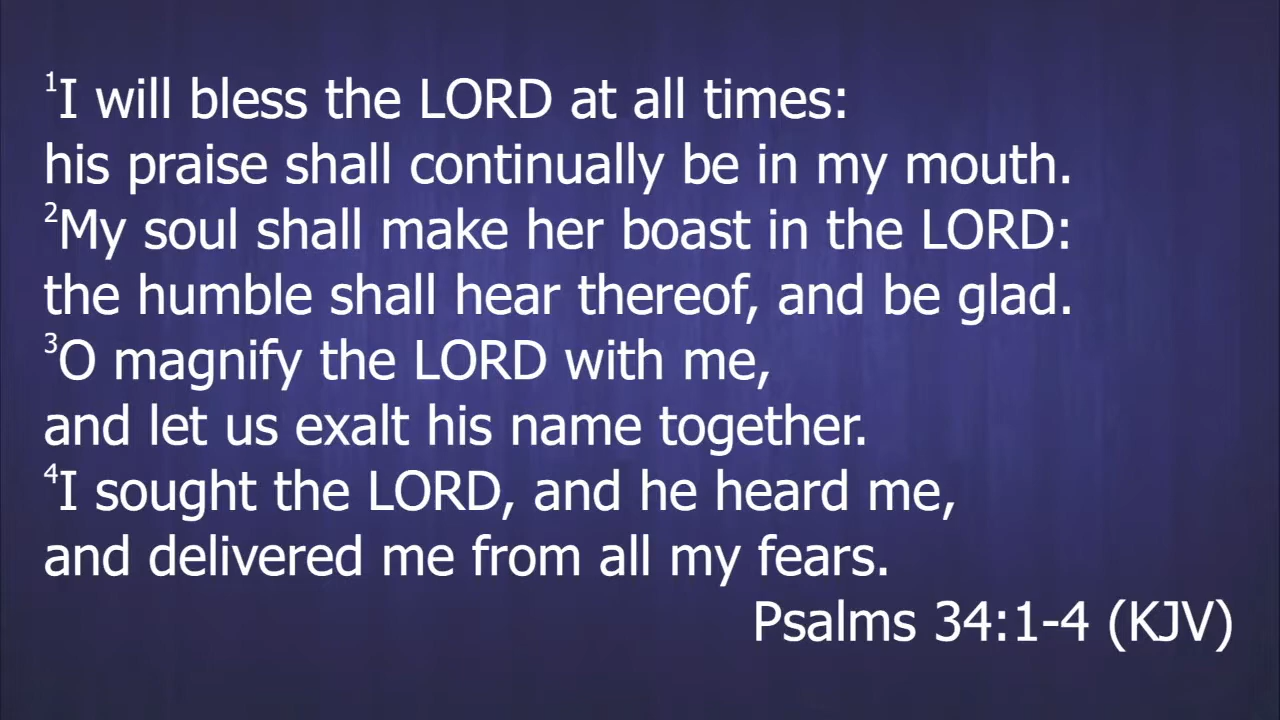 ¹I will bless the LORD at all times:
his praise shall continually be in my mouth.
²My soul shall make her boast in the LORD:
the humble shall hear thereof, and be glad.
³O magnify the LORD with me,
and let us exalt his name together.
⁴I sought the LORD, and he heard me,
and delivered me from all my fears.
Psalms 34:1-4 (KJV)